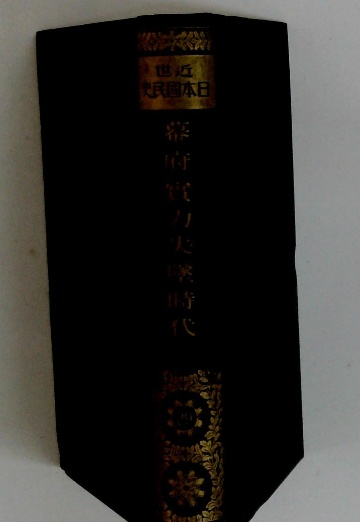 近世
日本國民史
幕府實力失墜時代